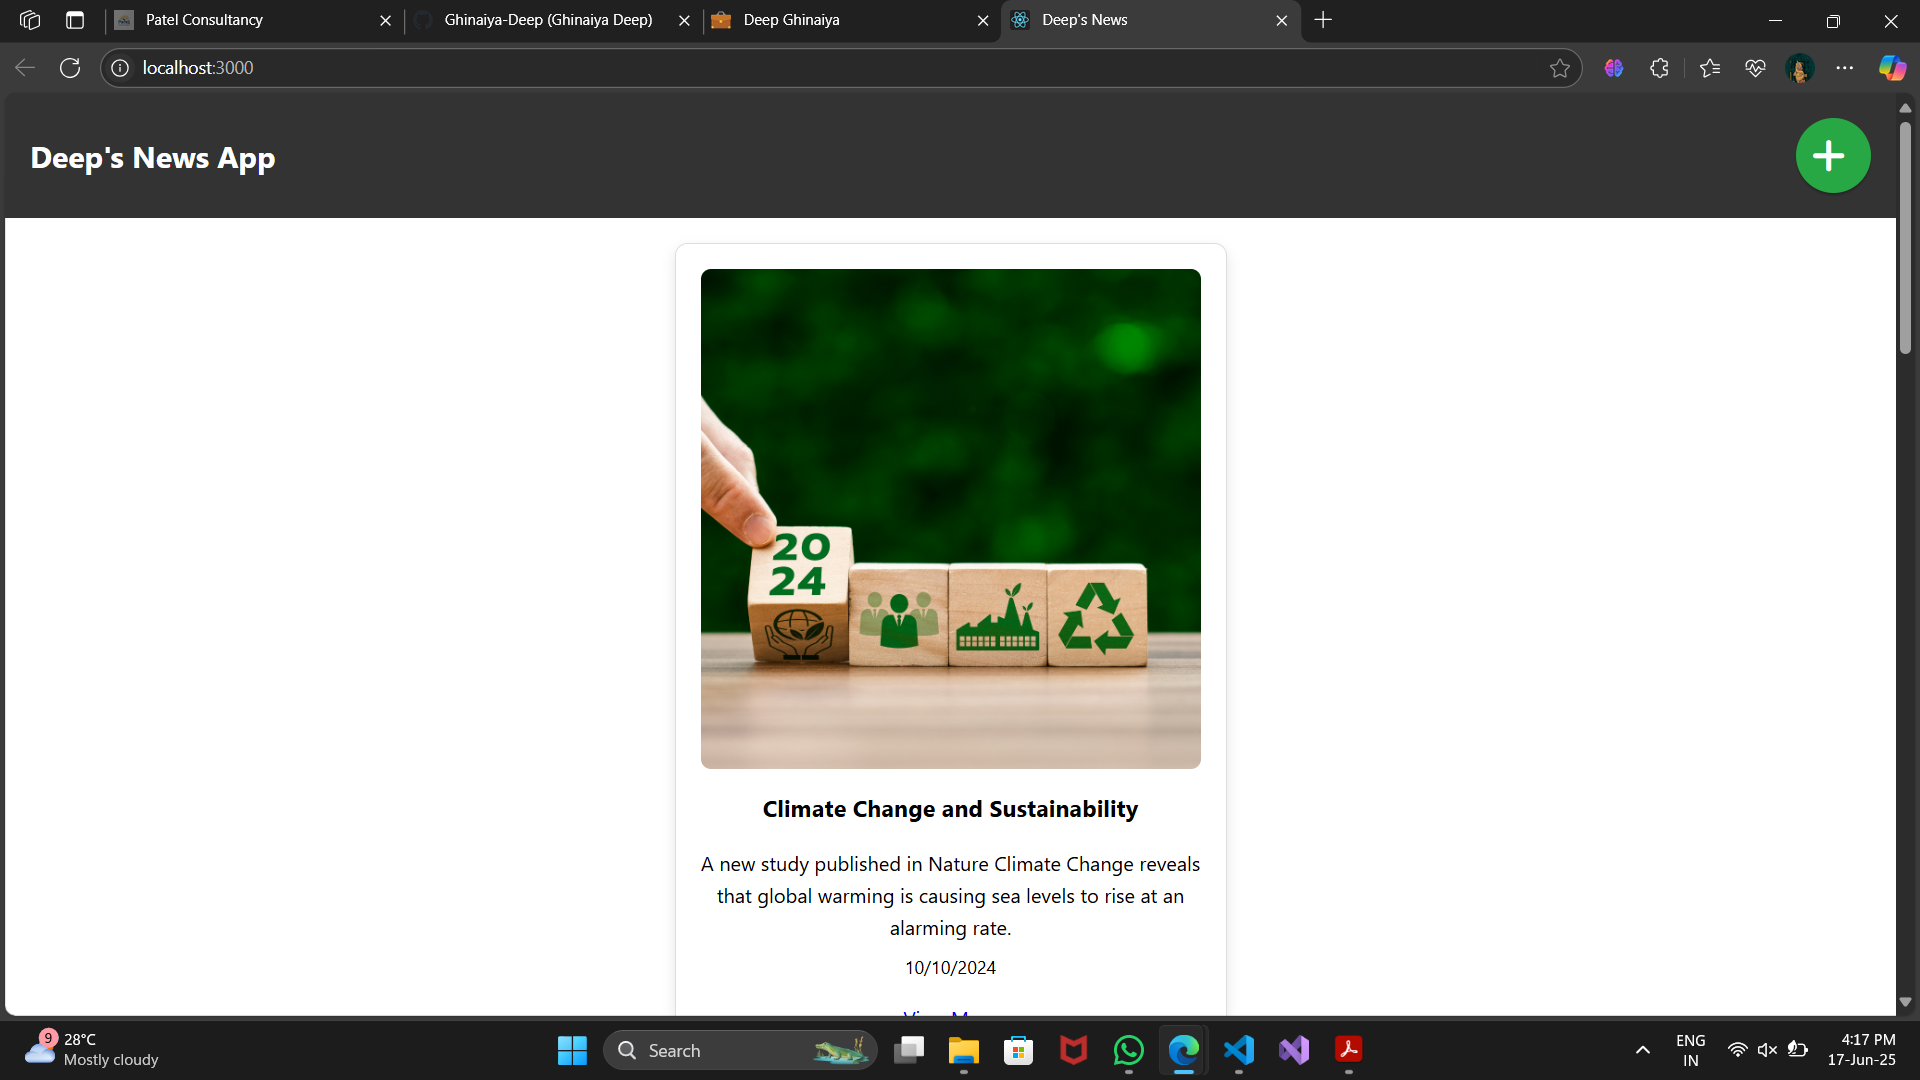 Patel Consultancy
Ghinaiya-Deep (Ghinaiya Deep)
Deep Ghinaiya
Deep's News
localhost:3000
Deep's News App
20
24
Climate Change and Sustainability
A new study published in Nature Climate Change reveals
that global warming is causing sea levels to rise at an
alarming rate.
10/10/2024
9
28°C
Mostly cloudy
Search
ENG
IN
4:17 PM
17-Jun-25